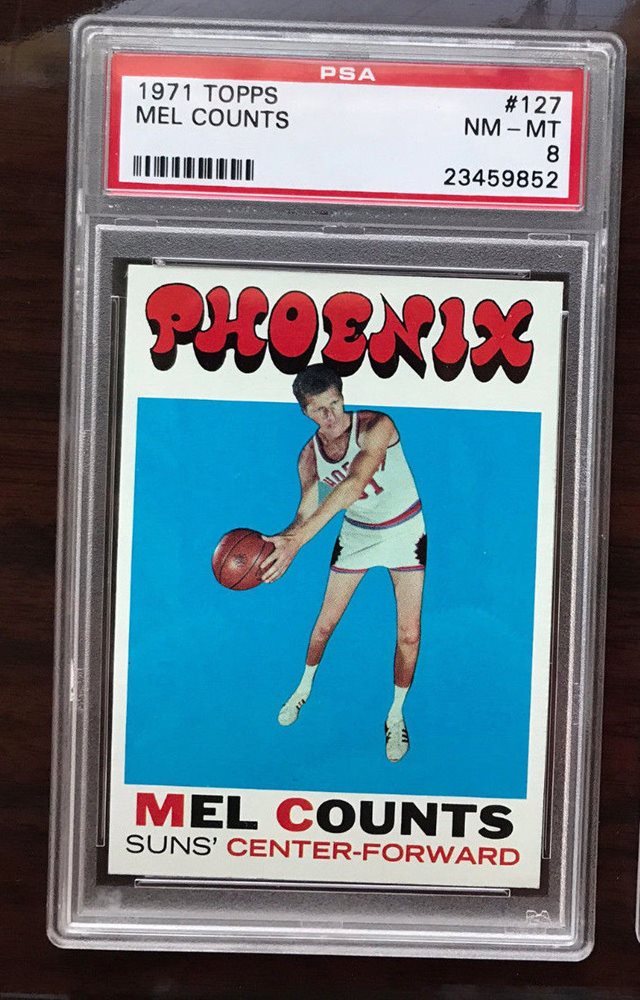 PSA
1971 TOPPS #127
MEL COUNTS NM-MT
8
23459852
PHOENIX
MEL COUNTS
SUNS' CENTER-FORWARD